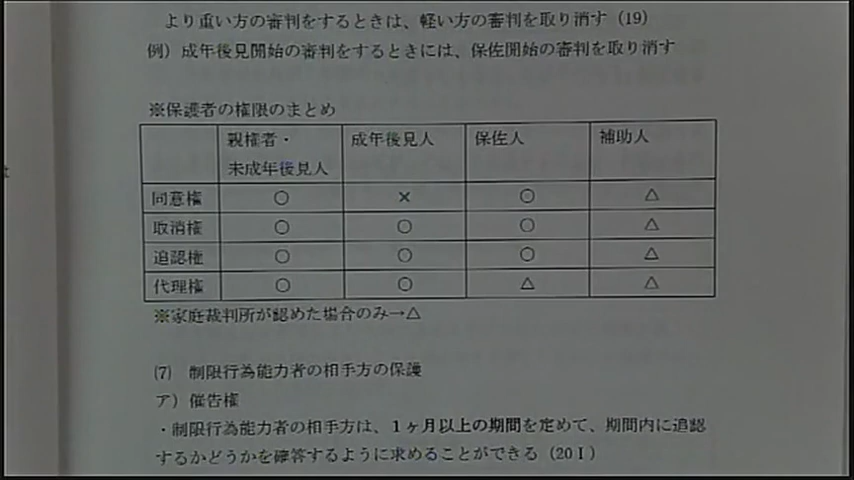 より重い方の審判をするときは、軽い方の審判を取り消す（19）
例）成年後見開始の審判をするときには、保佐開始の審判を取り消す
※保護者の権限のまとめ
親権者・ 成年後見人 保佐人 補助人
未成年後見人
同意権 ○ × ○ △
取消権 ○ ○ ○ △
追認権 ○ ○ ○ △
代理権 ○ ○ △ △
※家庭裁判所が認めた場合のみ→△
(7) 制限行為能力者の相手方の保護
ア）催告権
・制限行為能力者の相手方は、１ヶ月以上の期間を定めて、期間内に追認
するかどうかを確答するように求めることができる（20Ⅰ）